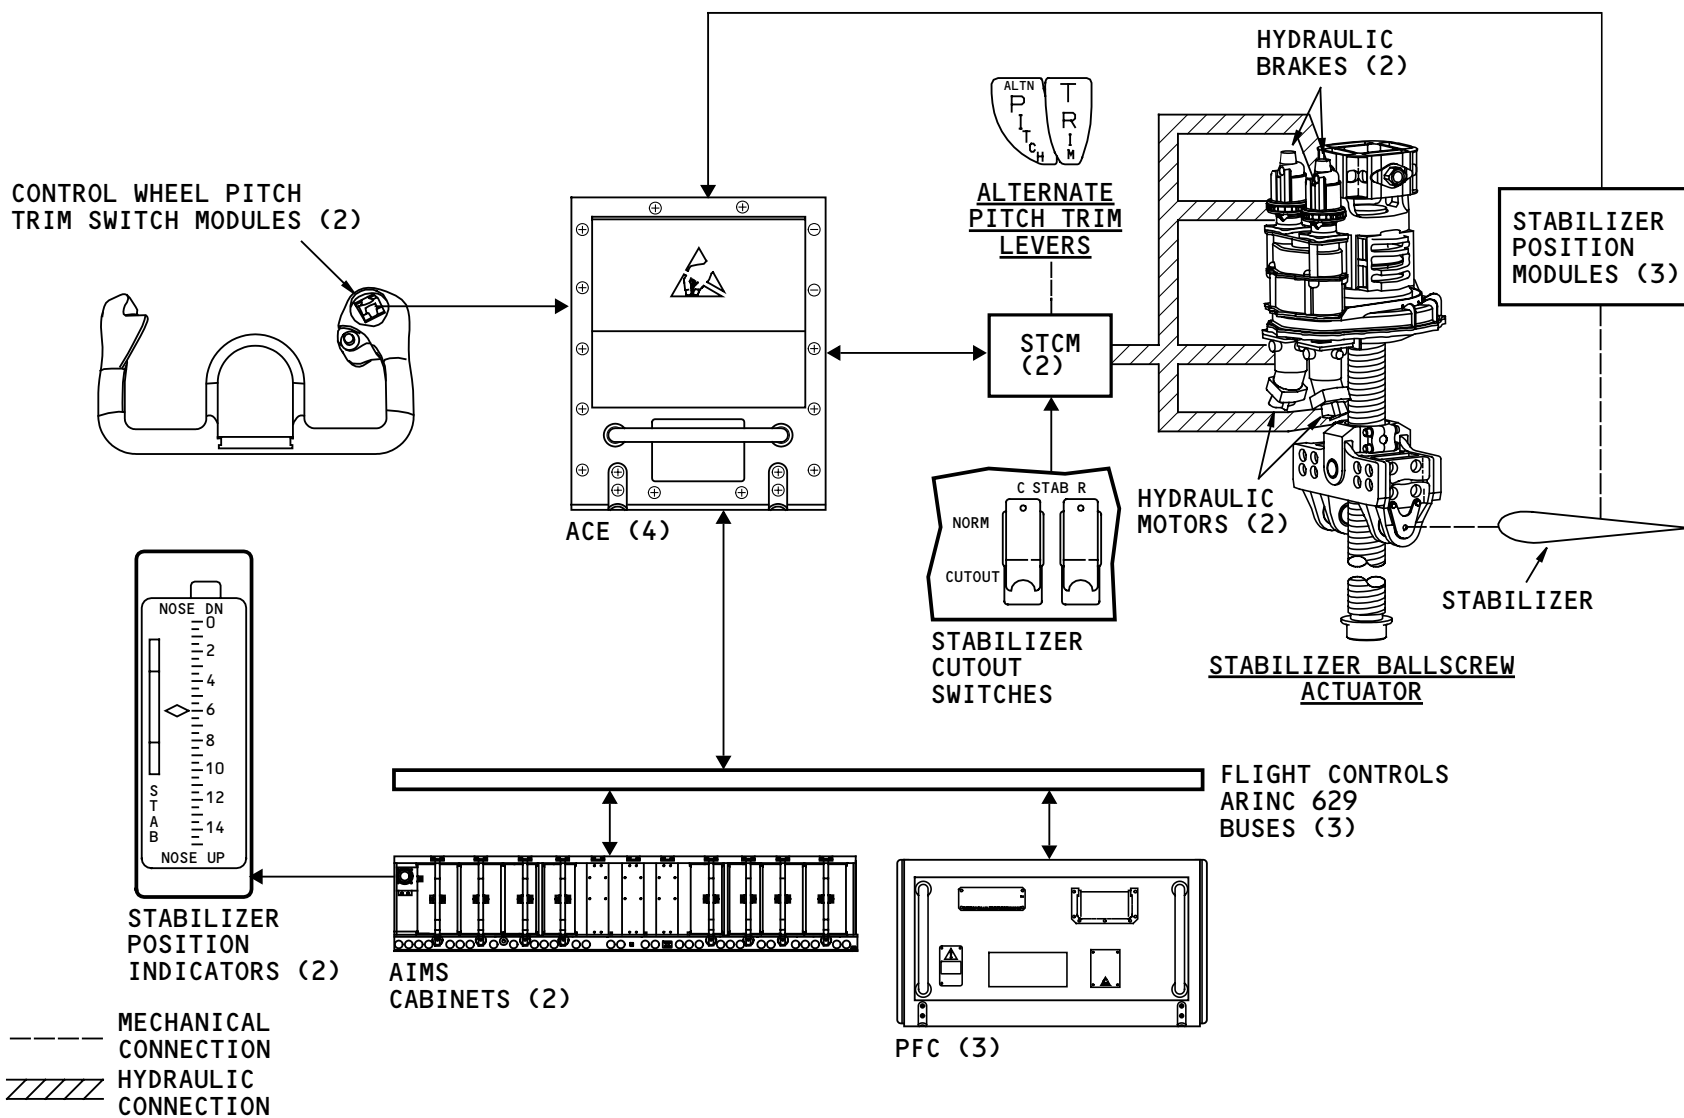 HYDRAULIC
BRAKES (2)
ALTN
PITCH
TRIM
ALTERNATE
PITCH TRIM
LEVERS
CONTROL WHEEL PITCH
TRIM SWITCH MODULES (2)
STABILIZER
POSITION
MODULES (3)
STCM
(2)
C STAB R
NORM
CUTOUT
HYDRAULIC
MOTORS (2)
ACE (4)
STABILIZER
STABILIZER
CUTOUT
SWITCHES
STABILIZER BALLSCREW
ACTUATOR
NOSE DN
0
2
4
6
8
10
12
14
STAB
NOSE UP
FLIGHT CONTROLS
ARINC 629
BUSES (3)
STABILIZER
POSITION
INDICATORS (2)
AIMS
CABINETS (2)
PFC (3)
MECHANICAL
CONNECTION
HYDRAULIC
CONNECTION